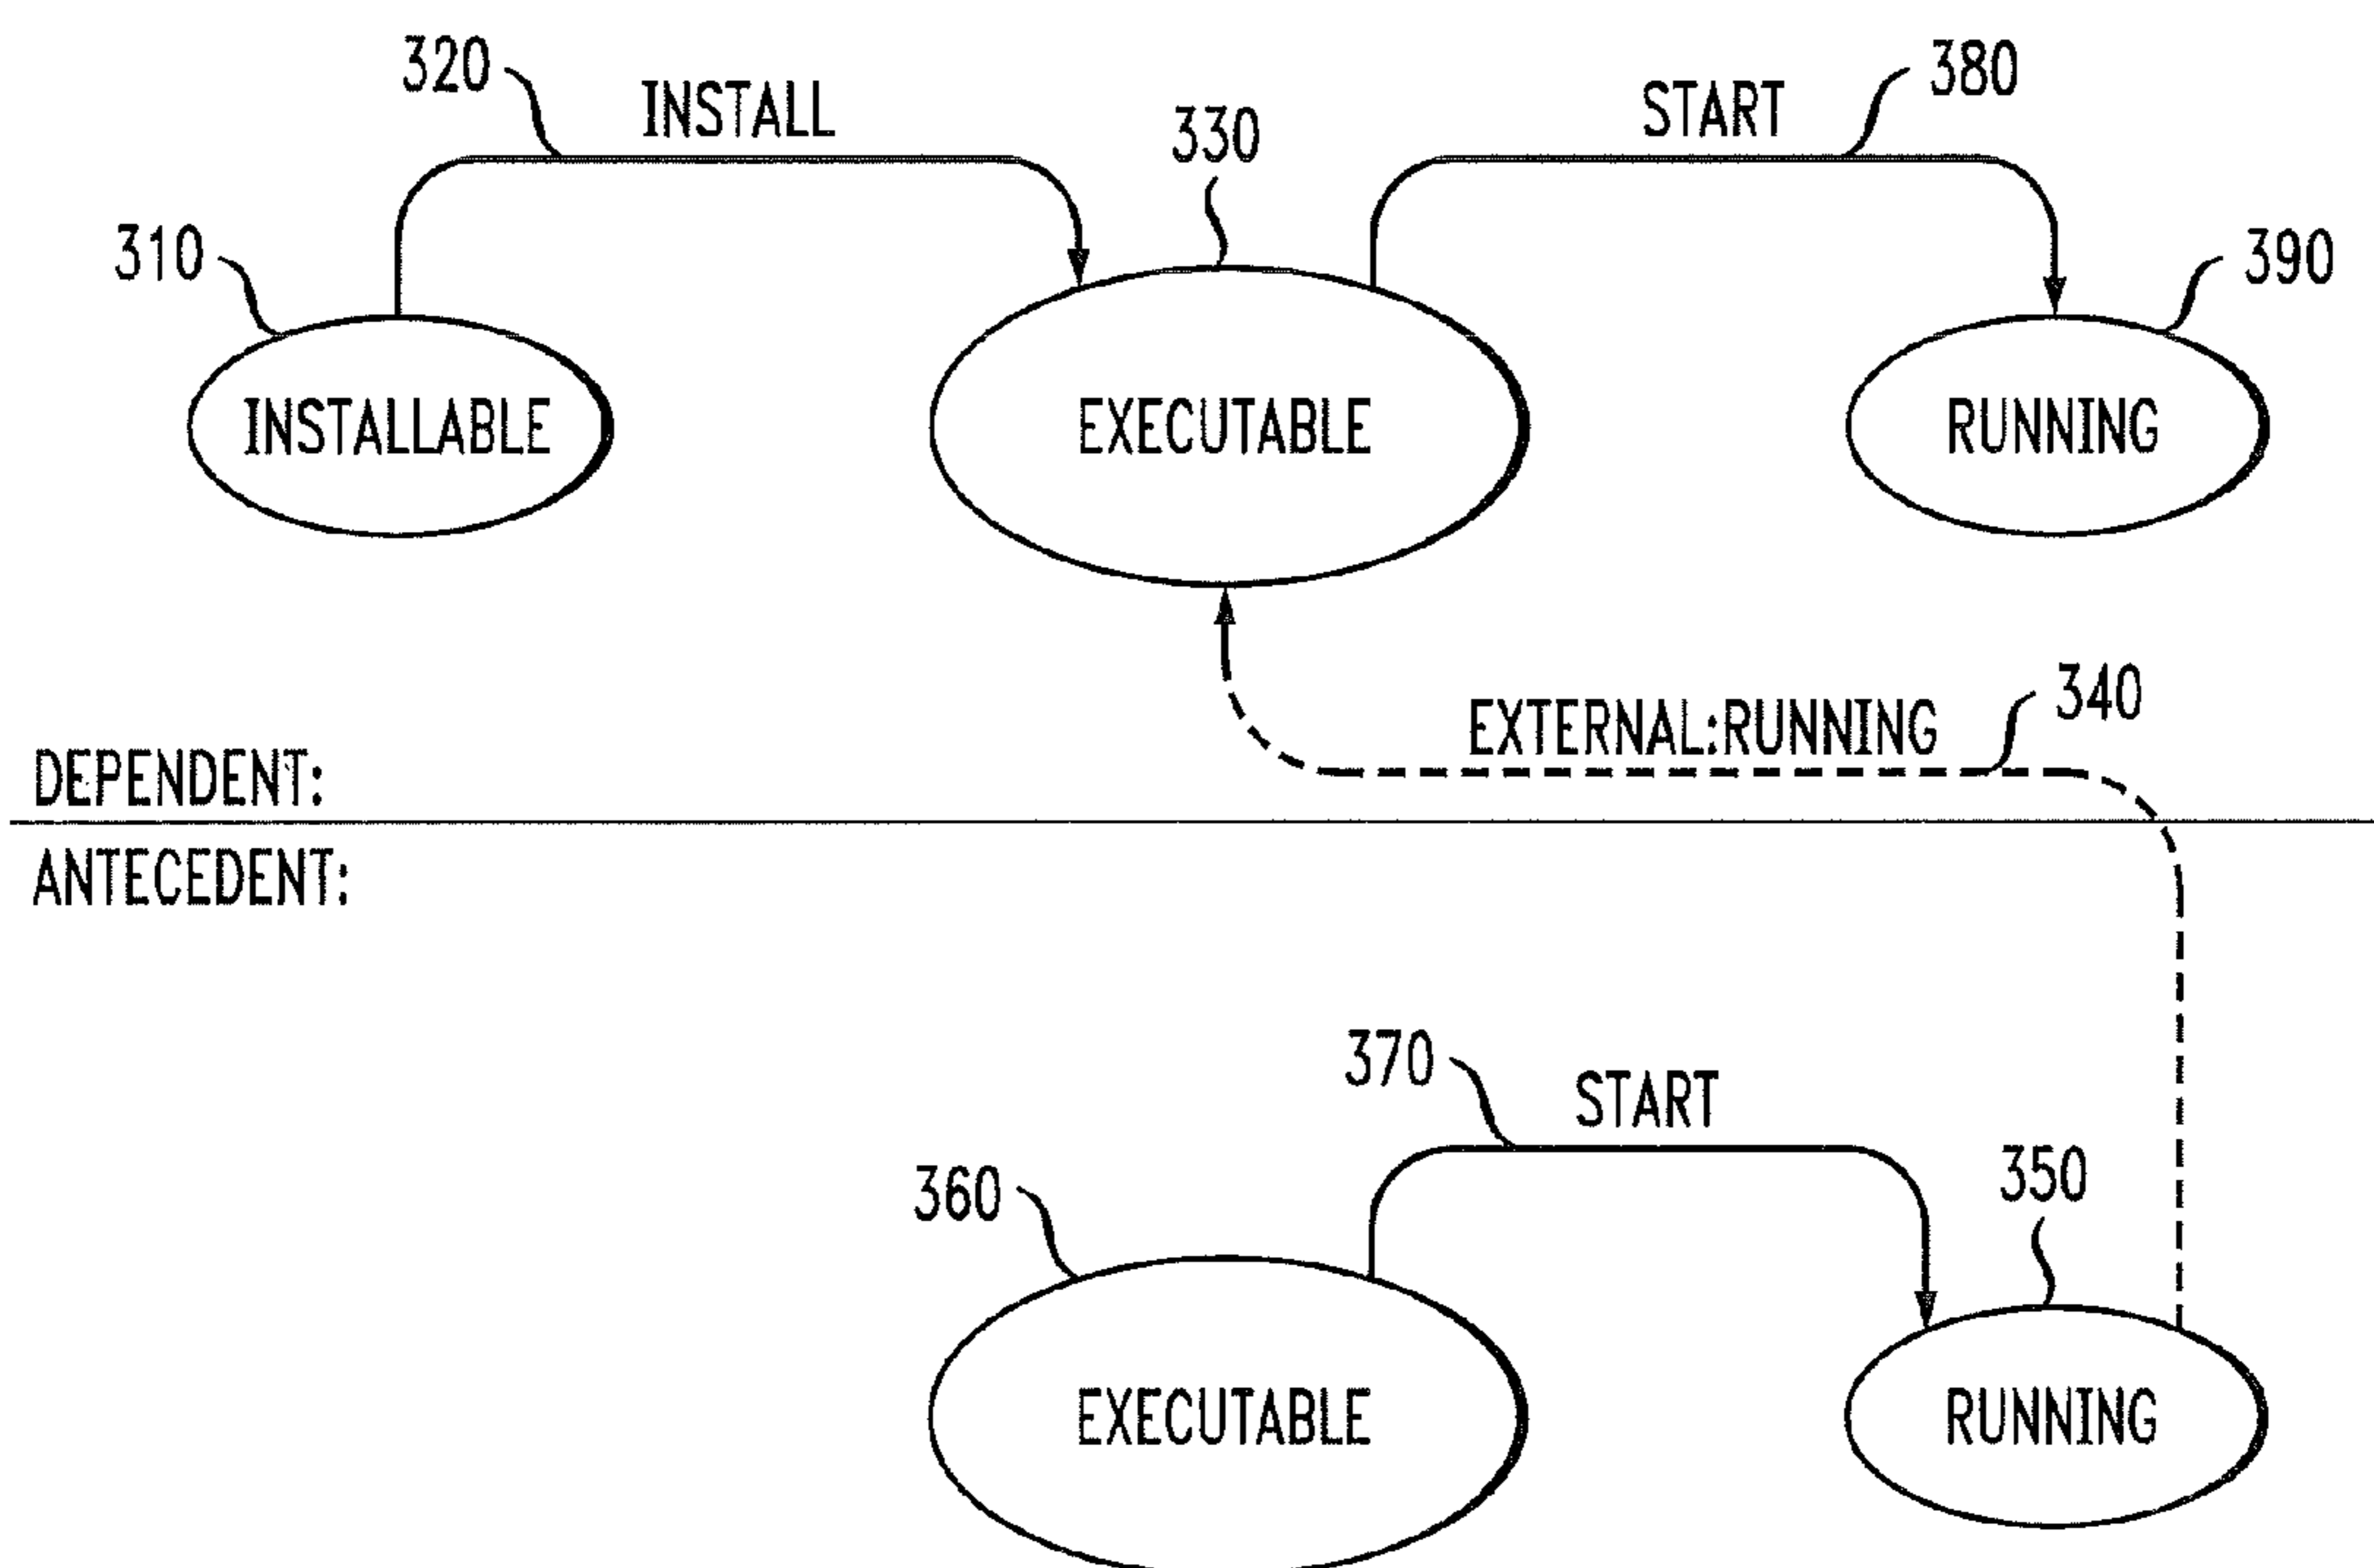 320
INSTALL
330
START
380
310
390
INSTALLABLE
EXECUTABLE
RUNNING
EXTERNAL:RUNNING
340
DEPENDENT:
ANTECEDENT:
370
START
360
350
EXECUTABLE
RUNNING